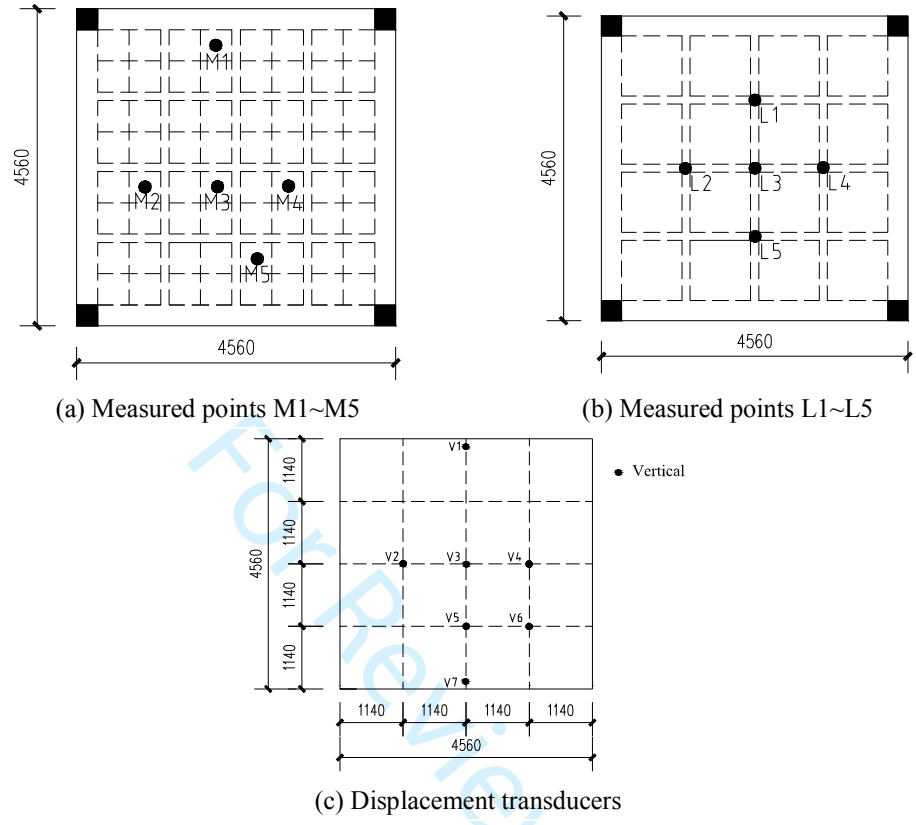 M1
M2 M3 M4
M5
4560
4560
(a) Measured points M1~M5
L1
L2 L3 L4
L5
4560
4560
(b) Measured points L1~L5
V1
V2 V3 V4
V5 V6
V7
Vertical
1140
1140
1140
1140
4560
1140 1140 1140 1140
4560
(c) Displacement transducers
For Review